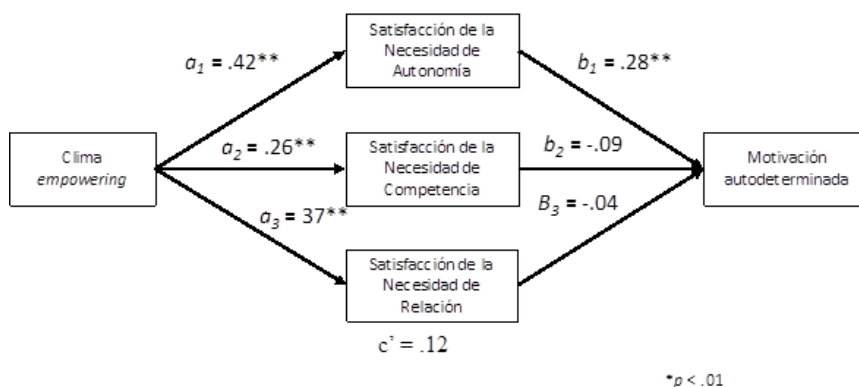 Satisfacción de la
Necesidad de
Autonomía
a₁ = .42**
b₁ = .28**
Clima
empowering
a₂ = .26**
Satisfacción de la
Necesidad de
Competencia
b₂ = -.09
Motivación
autodeterminada
a₃ = 37**
B₃ = -.04
Satisfacción de la
Necesidad de
Relación
c’ = .12
*p < .01